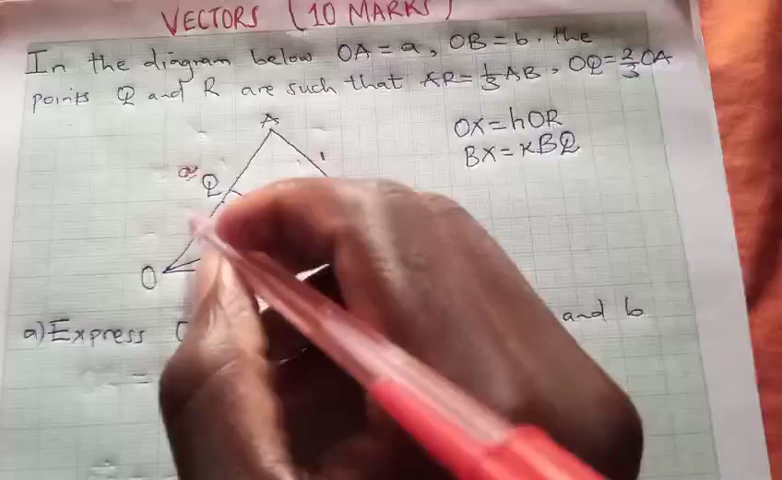 VECTORS (10 MARKS)
In the diagram below OA = a, OB = b. the
points Q and R are such that AR = 1/3 AB, OQ = 2/3 OA
OX = hOR
BX = KBQ
A
1
a
Q
O
a) Express
and b